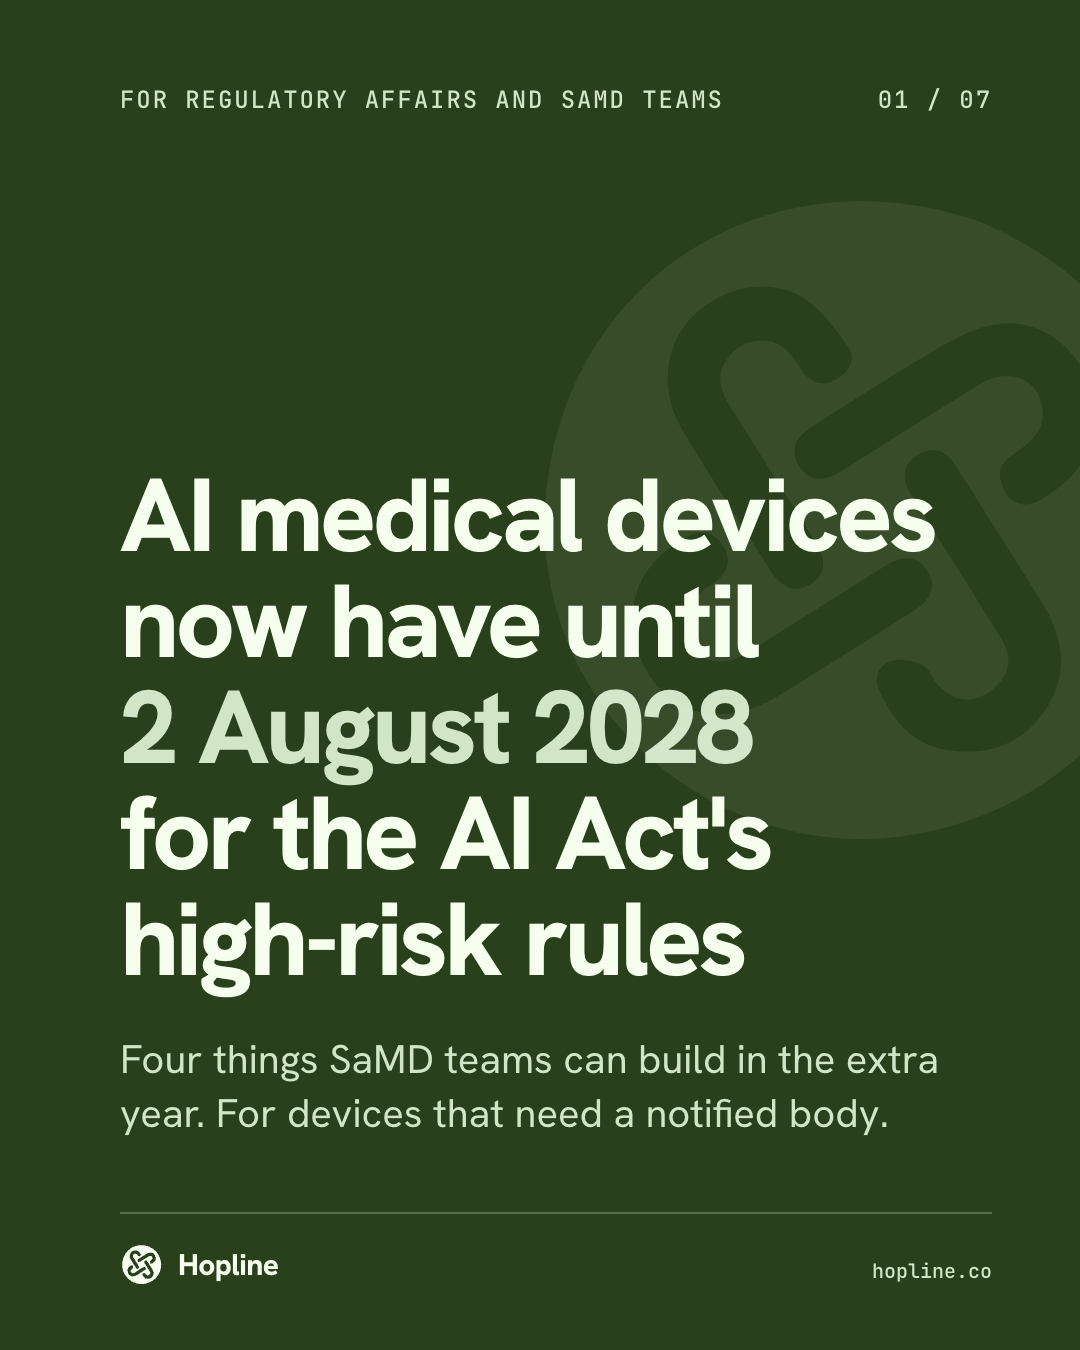 FOR REGULATORY AFFAIRS AND SAMD TEAMS
01 / 07
AI medical devices
now have until
2 August 2028
for the AI Act's
high-risk rules
Four things SaMD teams can build in the extra
year. For devices that need a notified body.
Hopline
hopline.co